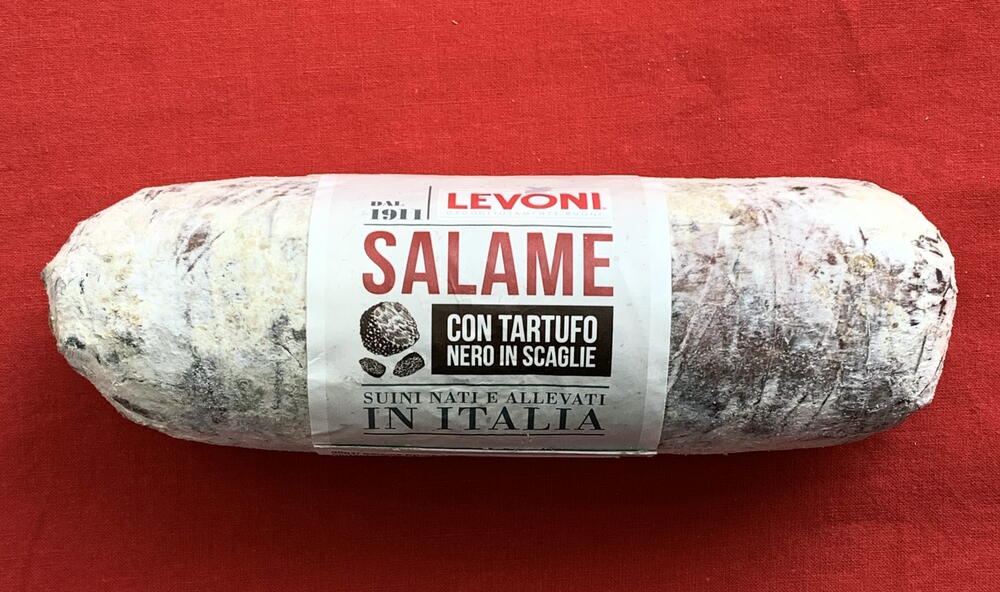 DAL
1911
LEVONI
SALAME
CON TARTUFO
NERO IN SCAGLIE
SUINI NATI E ALLEVATI
IN ITALIA